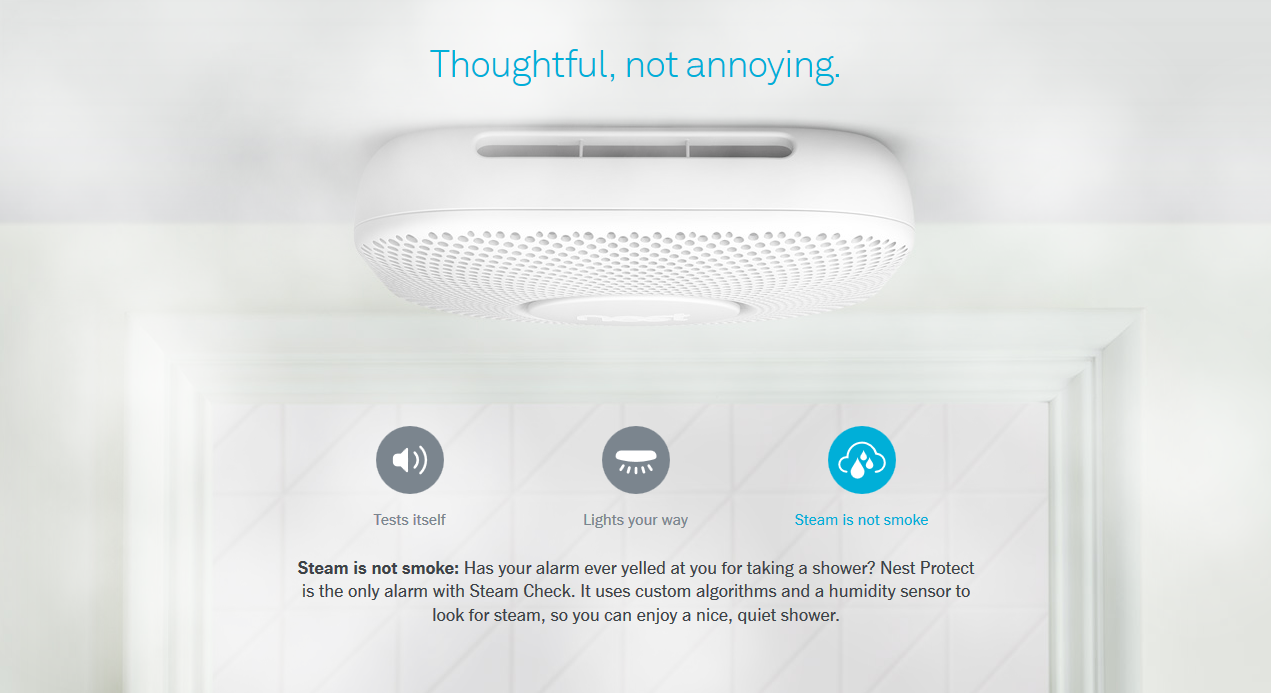 Thoughtful, not annoying.
nest
Tests itself
Lights your way
Steam is not smoke
Steam is not smoke: Has your alarm ever yelled at you for taking a shower? Nest Protect
is the only alarm with Steam Check. It uses custom algorithms and a humidity sensor to
look for steam, so you can enjoy a nice, quiet shower.